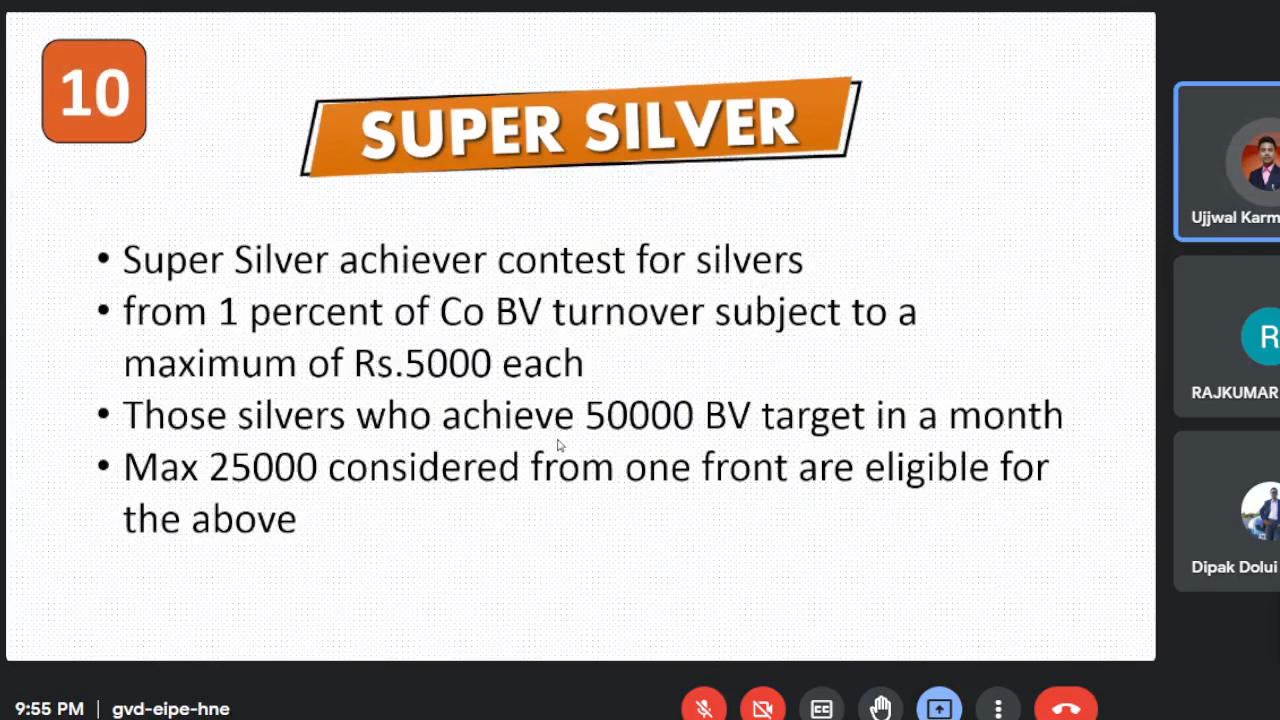 10
SUPER SILVER
• Super Silver achiever contest for silvers
• from 1 percent of Co BV turnover subject to a
maximum of Rs.5000 each
• Those silvers who achieve 50000 BV target in a month
• Max 25000 considered from one front are eligible for
the above
Ujjwal Karm
R
RAJKUMAR
Dipak Dolui
9:55 PM | gvd-eipe-hne
CC